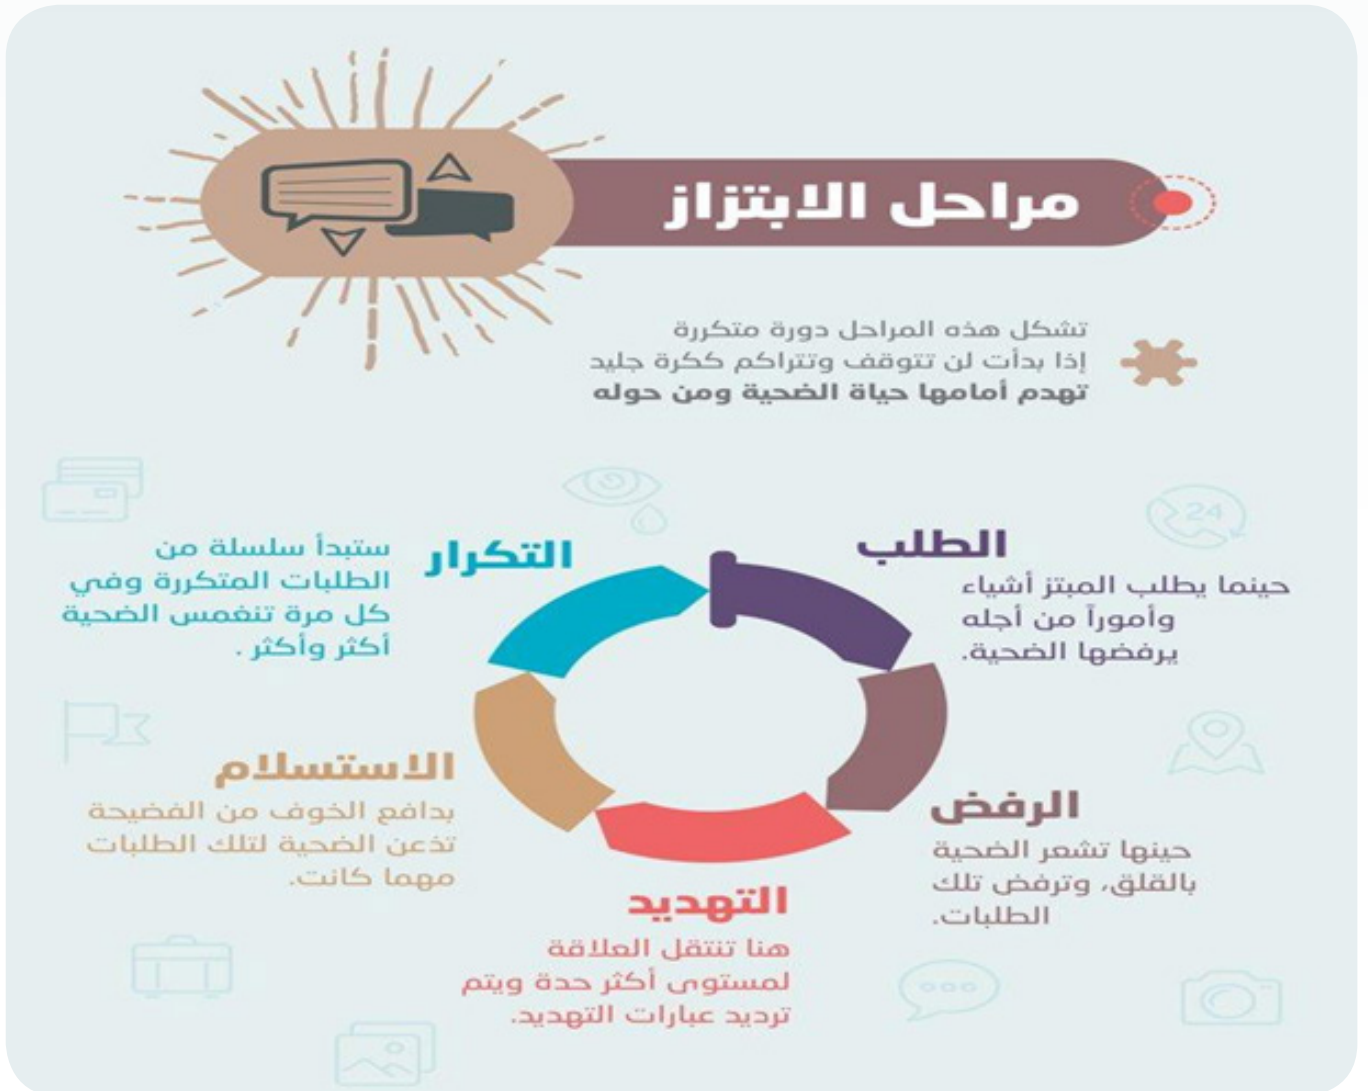 مراحل الابتزاز
تشكل هذه المراحل دورة متكررة
إذا بدأت لن تتوقف وتتراكم ككرة جليد
تهدم أمامها حياة الضحية ومن حوله
24
الطلب
حينما يطلب المبتز أشياء
وأموراً من أجله
يرفضها الضحية.
الرفض
حينها تشعر الضحية
بالقلق، وترفض تلك
الطلبات.
التهديد
هنا تنتقل العلاقة
لمستوى أكثر حدة ويتم
ترديد عبارات التهديد.
الاستسلام
بدافع الخوف من الفضيحة
تذعن الضحية لتلك الطلبات
مهما كانت.
التكرار
ستبدأ سلسلة من
الطلبات المتكررة وفي
كل مرة تنغمس الضحية
أكثر وأكثر .